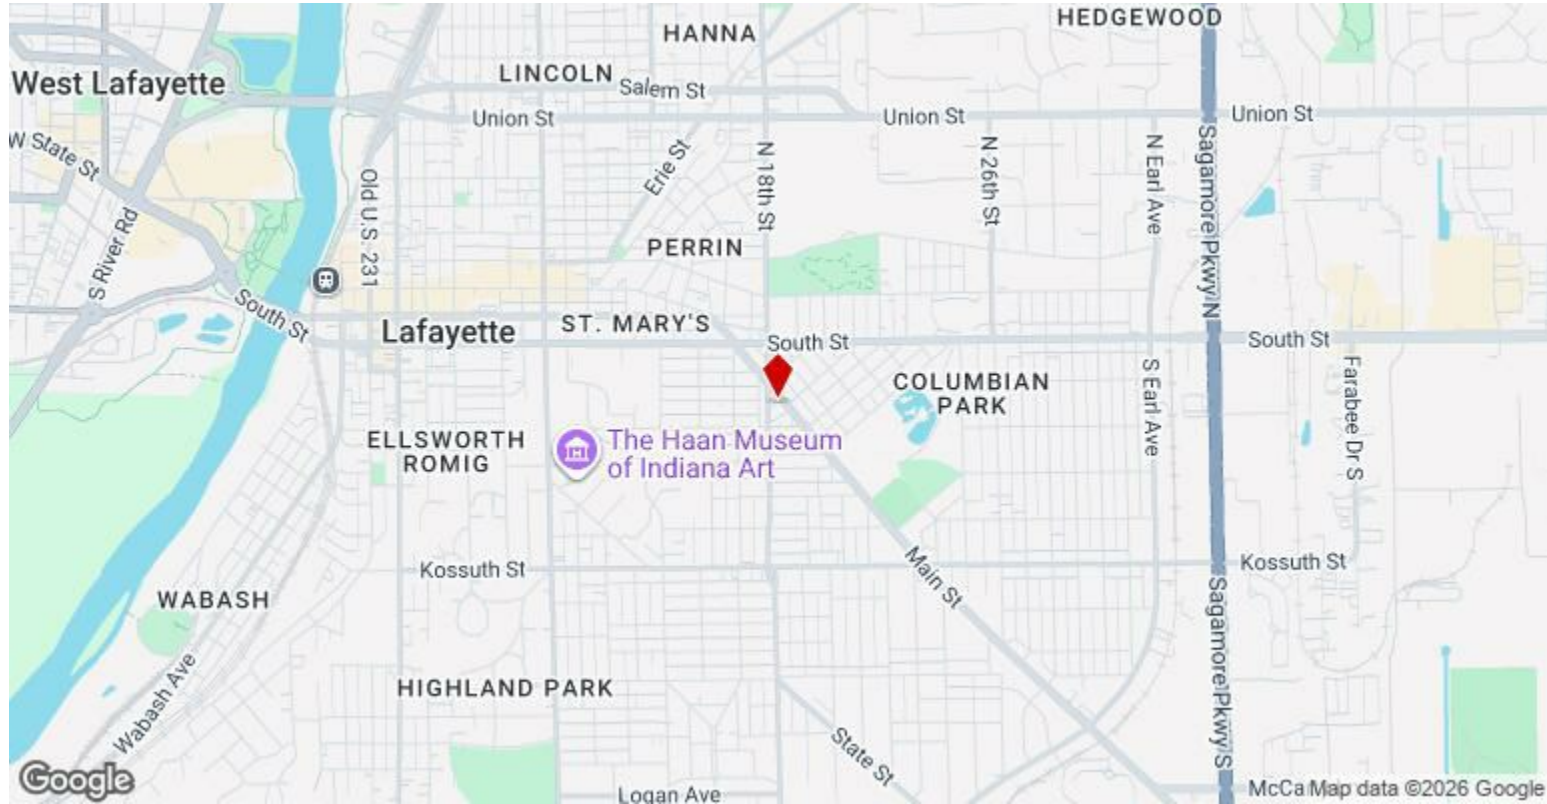 HEDGEWOOD
HANNA
West Lafayette
LINCOLN
Salem St
Union St
Union St
Union St
W State St
Erie St
N 18th St
N 26th St
N Earl Ave
Sagamore Pkwy N
Old U.S. 231
S River Rd
PERRIN
South St
Lafayette
ST. MARY'S
South St
South St
COLUMBIAN
PARK
S Earl Ave
Farabee Dr S
ELLSWORTH
ROMIG
The Haan Museum
of Indiana Art
Kossuth St
Main St
Kossuth St
WABASH
Sagamore Pkwy S
Wabash Ave
HIGHLAND PARK
State St
Logan Ave
Google
McCa
Map data ©2026 Google